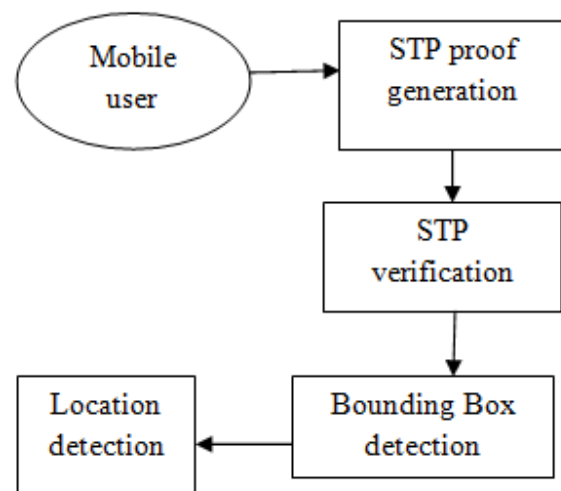 Mobile
user
STP proof
generation
STP
verification
Bounding Box
detection
Location
detection